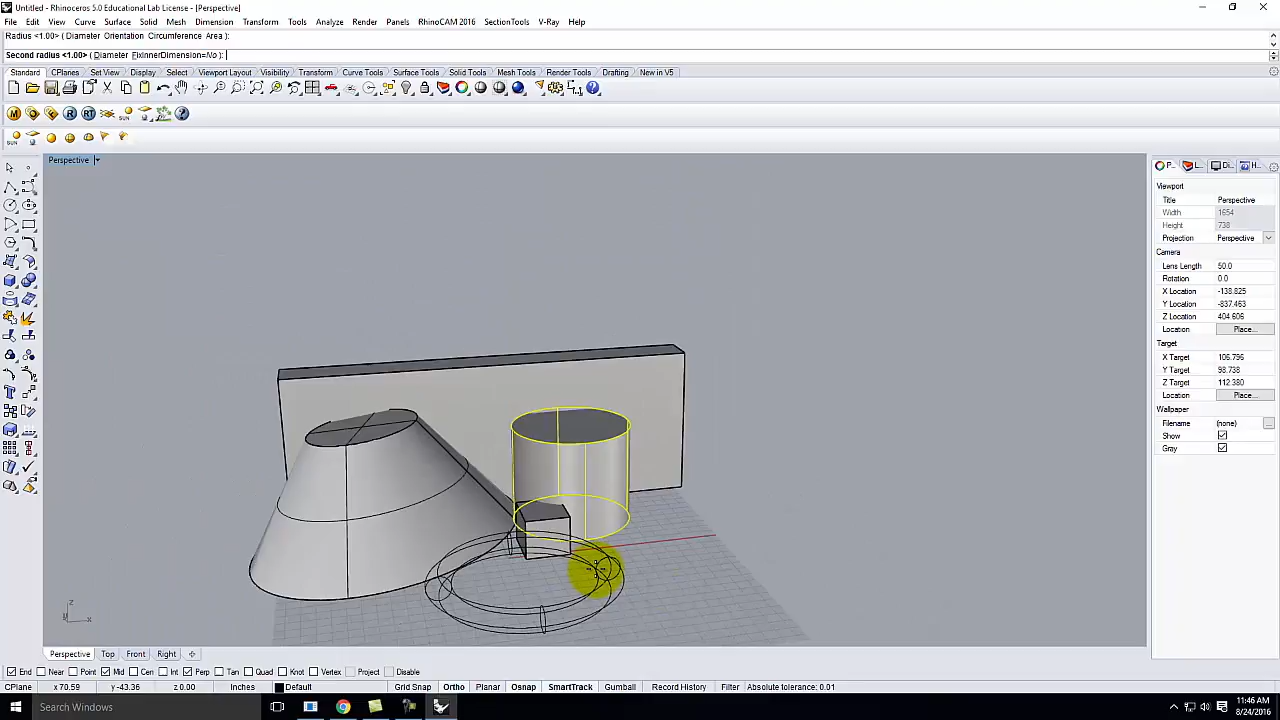 Untitled - Rhinoceros 5.0 Educational Lab License - [Perspective]
File Edit View Curve Surface Solid Mesh Dimension Transform Tools Analyze Render Panels RhinoCAM 2016 SectionTools V-Ray Help
Radius <1.00> ( Diameter Orientation Circumference Area ):
Second radius <1.00> ( Diameter FixInnerDimension=No ):
Standard CPlanes Set View Display Select Viewport Layout Visibility Transform Curve Tools Surface Tools Solid Tools Mesh Tools Render Tools Drafting New in V5
Perspective
P... L... Di... H...
Viewport
Title Perspective
Width 1654
Height 738
Projection Perspective
Camera
Lens Length 50.0
Rotation 0.0
X Location -138.825
Y Location -837.463
Z Location 404.606
Location Place...
Target
X Target 106.796
Y Target 98.738
Z Target 112.380
Location Place...
Wallpaper
Filename (none) ...
Show
Gray
z
x
Perspective Top Front Right
End Near Point Mid Cen Int Perp Tan Quad Knot Vertex Project Disable
CPlane x 70.59 y -43.36 z 0.00 Inches Default Grid Snap Ortho Planar Osnap SmartTrack Gumball Record History Filter Absolute tolerance: 0.01
Search Windows
11:46 AM
8/24/2016